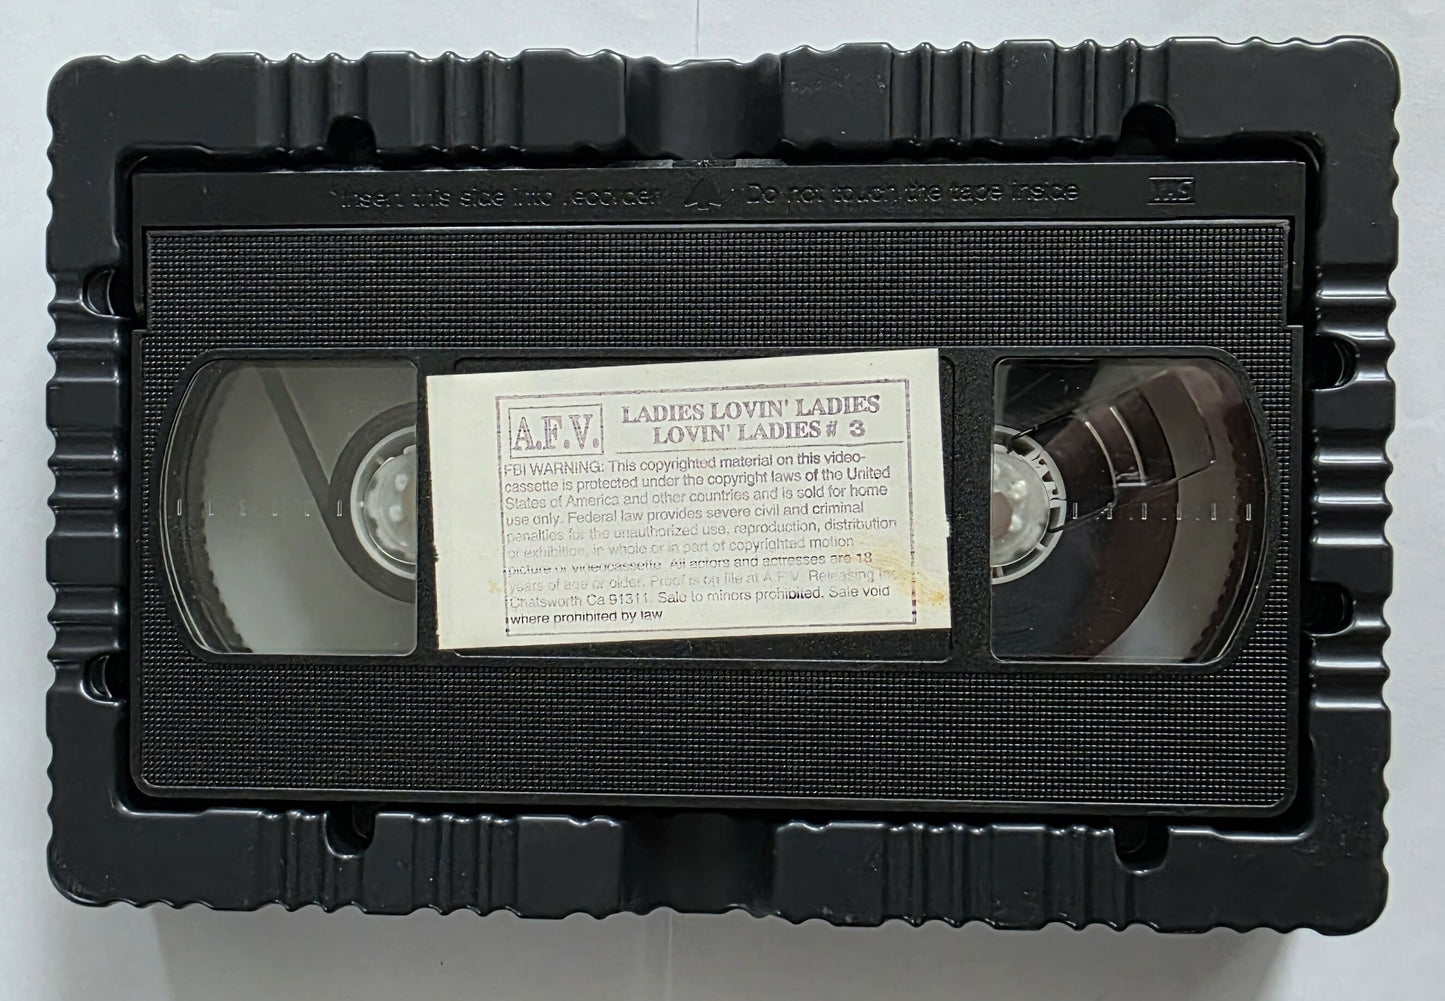 Insert this side into recorder
Do not touch the tape inside
VHS
A.F.V.
LADIES LOVIN' LADIES
LOVIN' LADIES # 3
FBI WARNING: This copyrighted material on this video-
cassette is protected under the copyright laws of the United
States of America and other countries and is sold for home
use only. Federal law provides severe civil and criminal
penalties for the unauthorized use, reproduction, distribution
or exhibition, in whole or in part of copyrighted motion
picture or videocassette. All actors and actresses are 18
years of age or older. Proof is on file at A.F.V. Releasing
Chatsworth Ca 91311. Sale to minors prohibited. Sale void
where prohibited by law